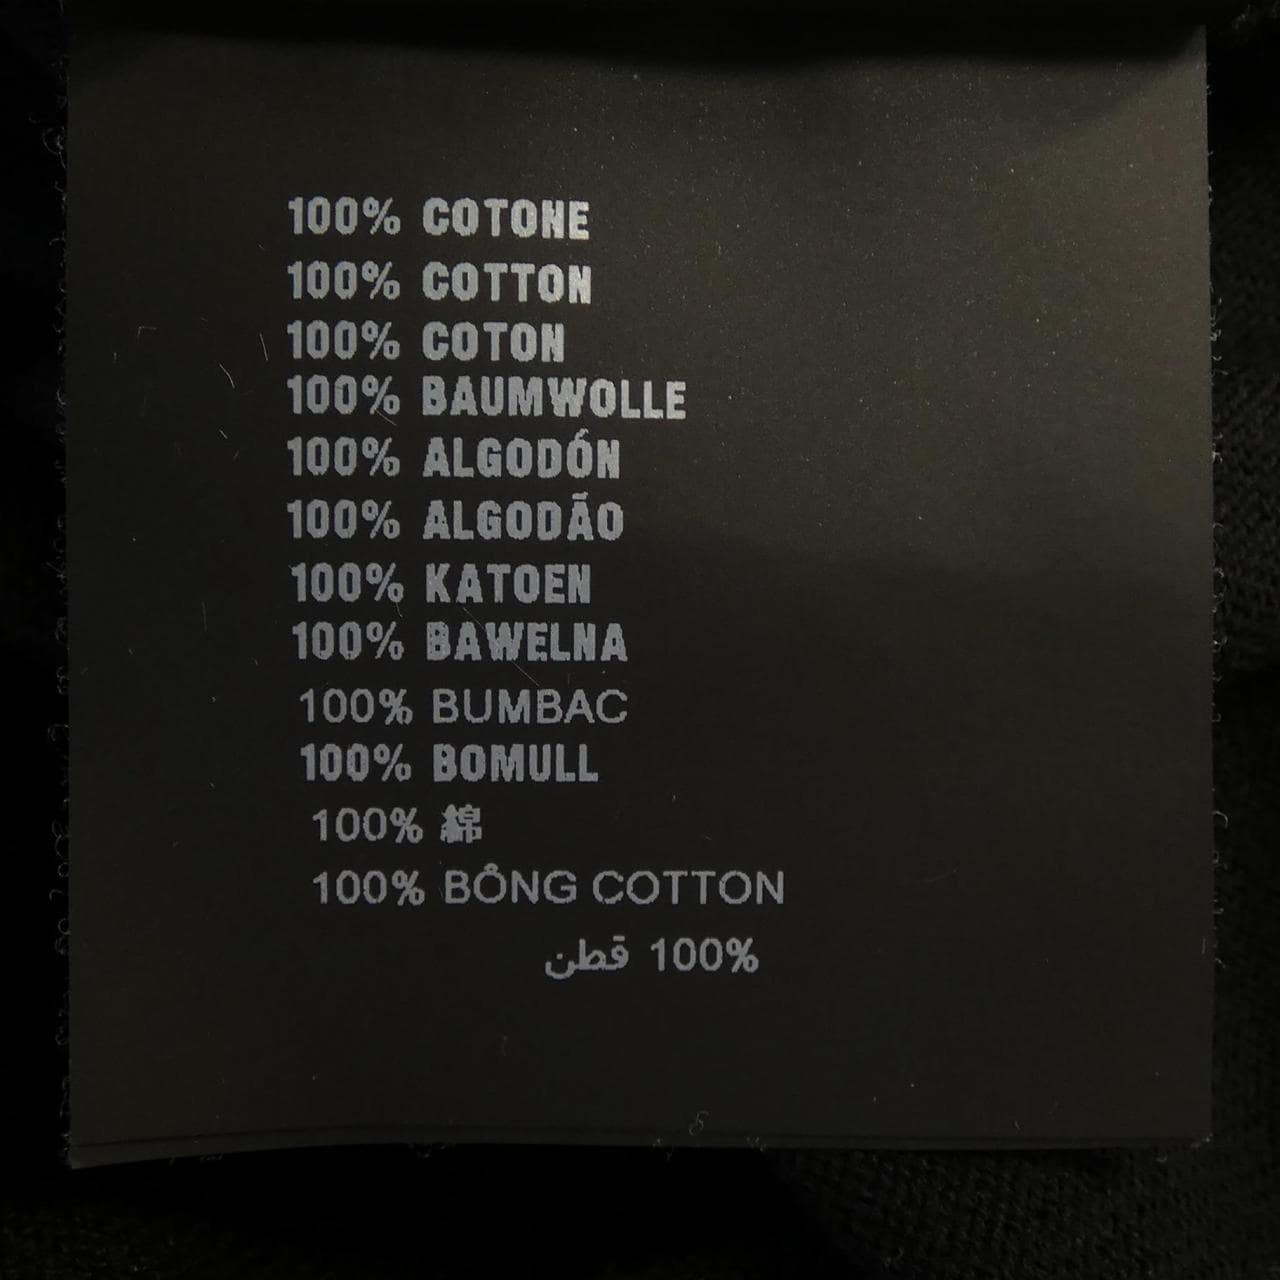 100% COTONE
100% COTTON
100% COTON
100% BAUMWOLLE
100% ALGODÓN
100% ALGODÃO
100% KATOEN
100% BAWELNA
100% BUMBAC
100% BOMULL
100% 綿
100% BÔNG COTTON
100% قطن